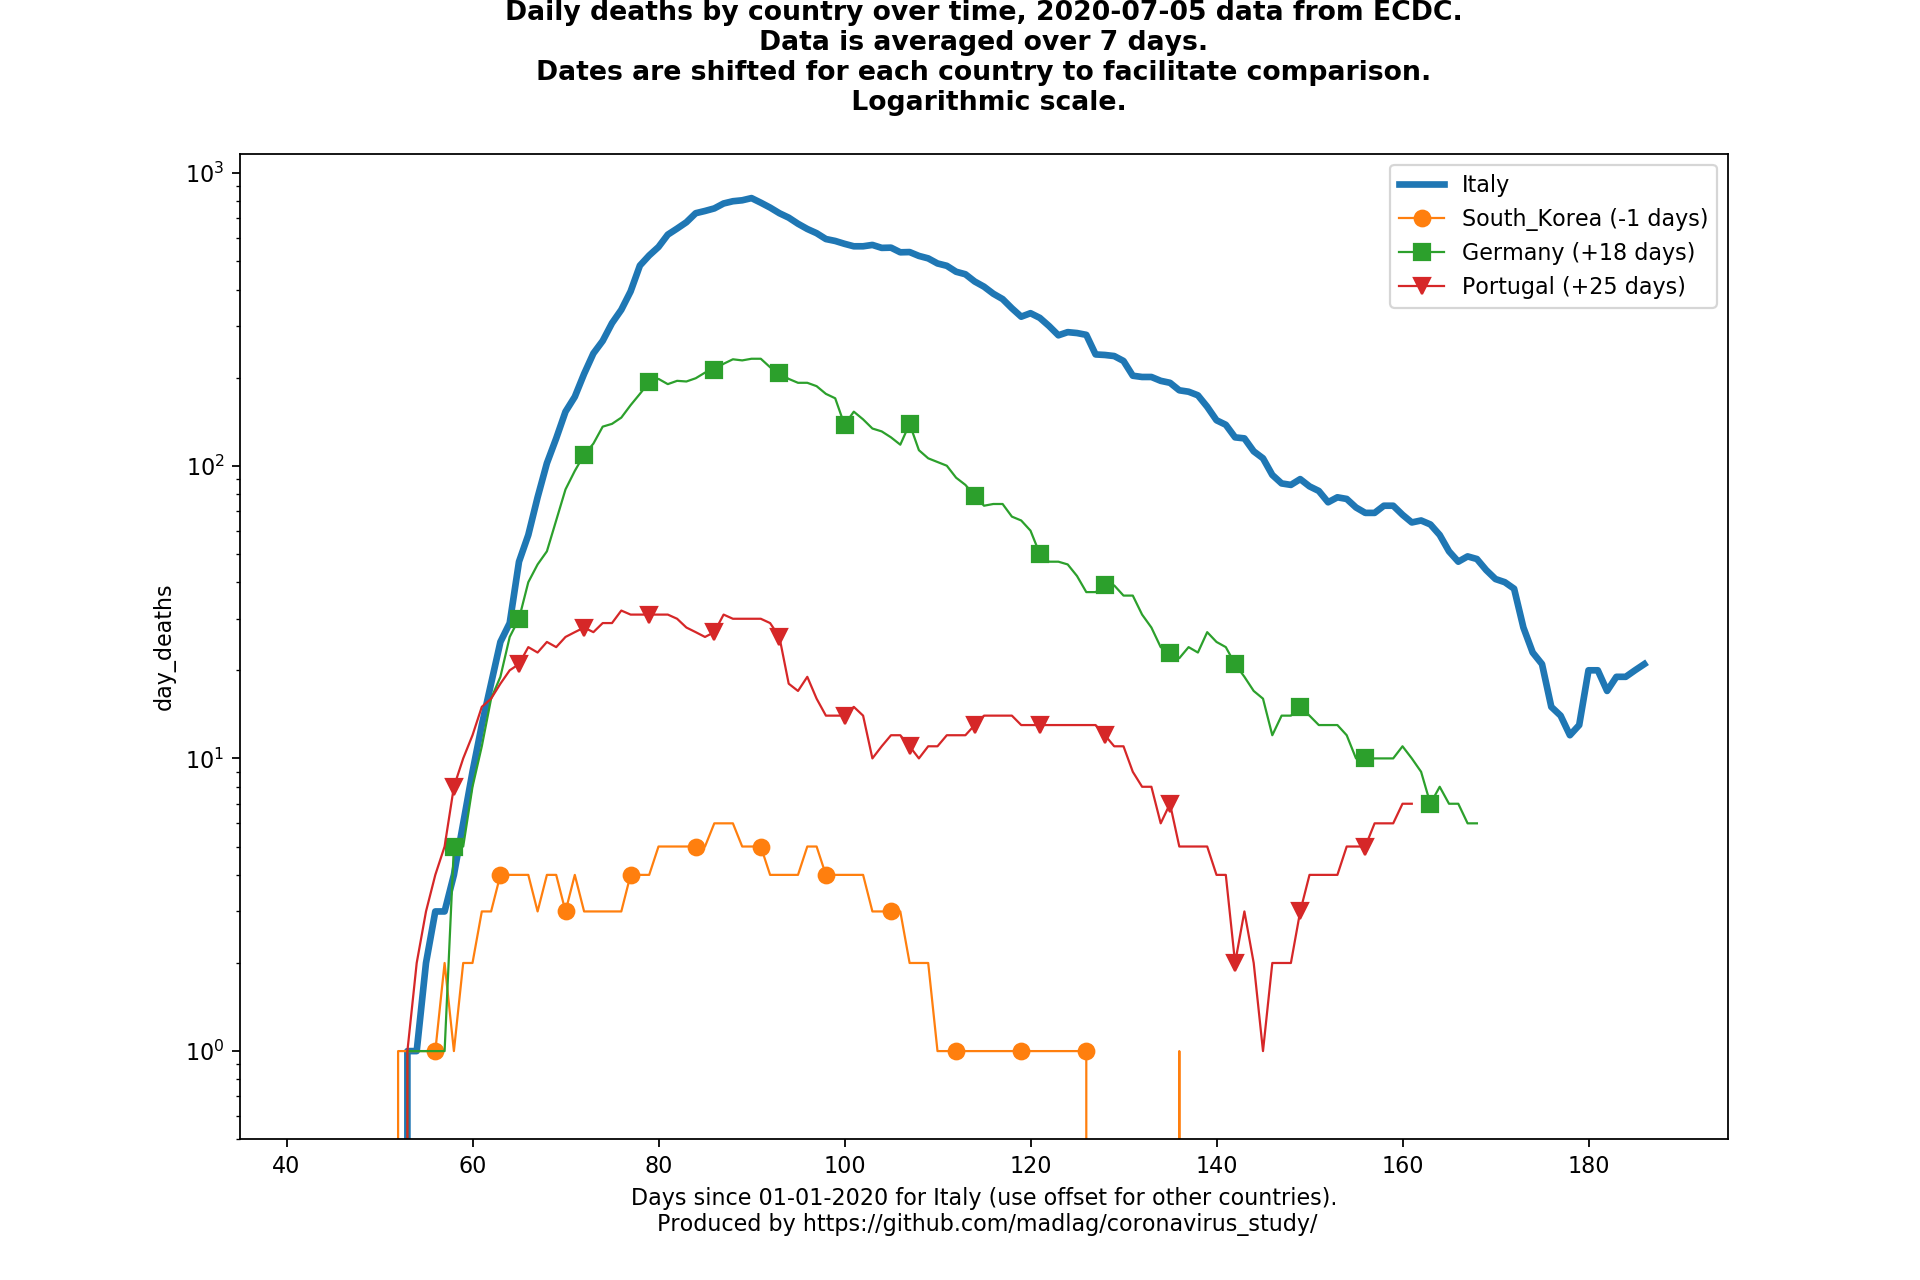 Daily deaths by country over time, 2020-07-05 data from ECDC.
Data is averaged over 7 days.
Dates are shifted for each country to facilitate comparison.
Logarithmic scale.
Italy
South_Korea (-1 days)
Germany (+18 days)
Portugal (+25 days)
day_deaths
10³
10²
10¹
10⁰
40 60 80 100 120 140 160 180
Days since 01-01-2020 for Italy (use offset for other countries).
Produced by https://github.com/madlag/coronavirus_study/